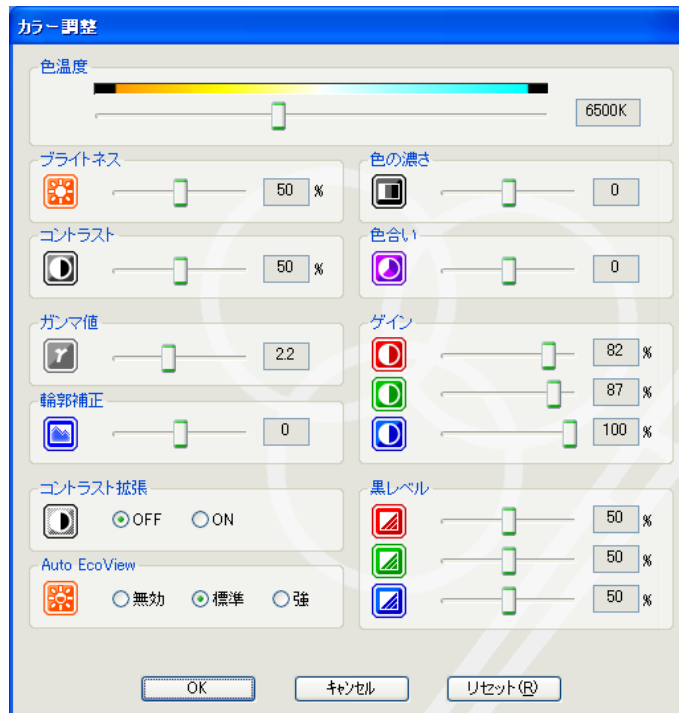 カラー調整
色温度
6500K
ブライトネス
50 %
色の濃さ
0
コントラスト
50 %
色合い
0
ガンマ値
γ
2.2
ゲイン
82 %
87 %
100 %
輪郭補正
0
コントラスト拡張
OFF ON
黒レベル
50 %
50 %
50 %
Auto EcoView
無効 標準 強
OK キャンセル リセット(R)